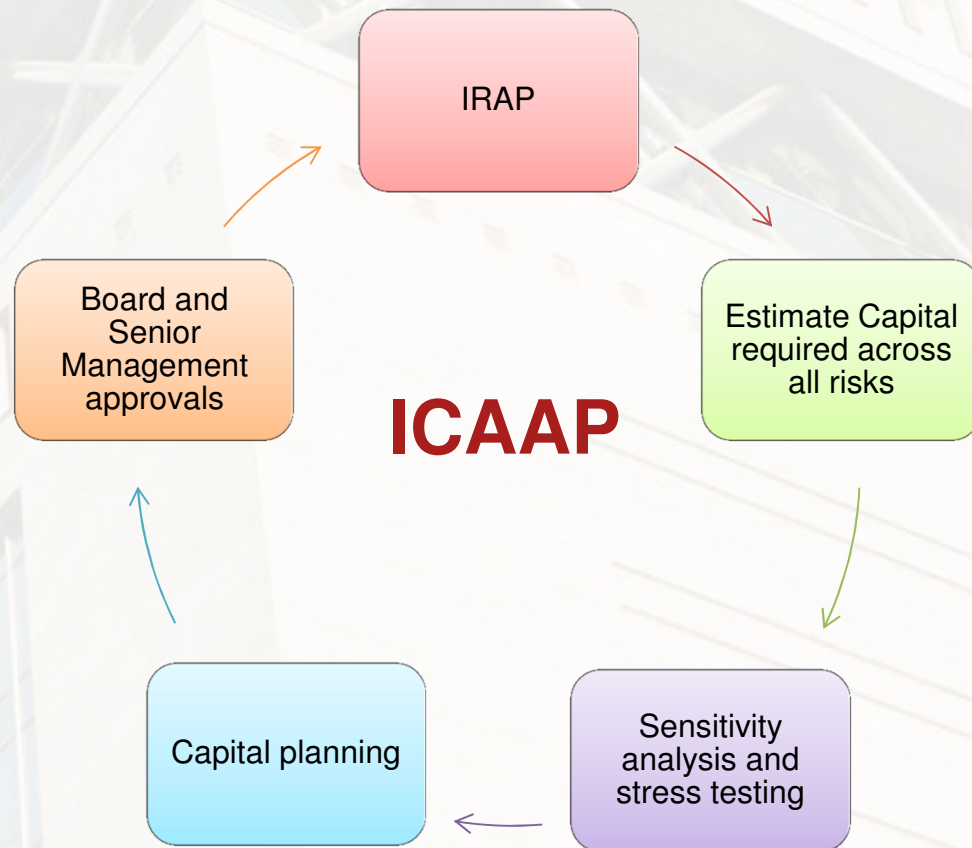 IRAP
Estimate Capital
required across
all risks
Sensitivity
analysis and
stress testing
Capital planning
Board and
Senior
Management
approvals
ICAAP